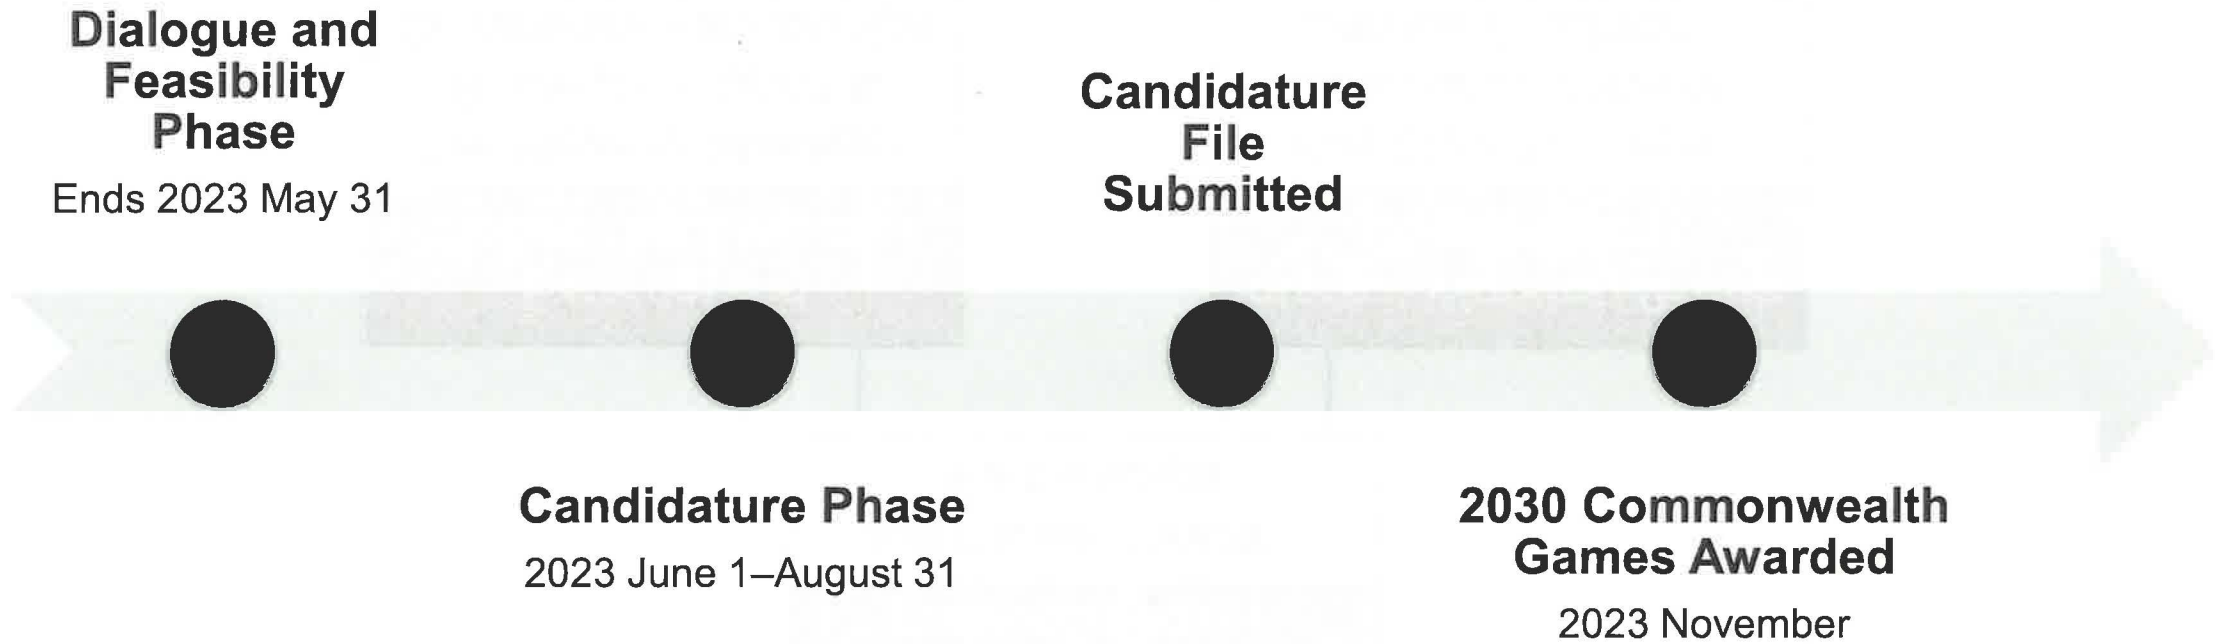 Dialogue and
Feasibility
Phase
Ends 2023 May 31
Candidature Phase
2023 June 1–August 31
Candidature
File
Submitted
2030 Commonwealth
Games Awarded
2023 November